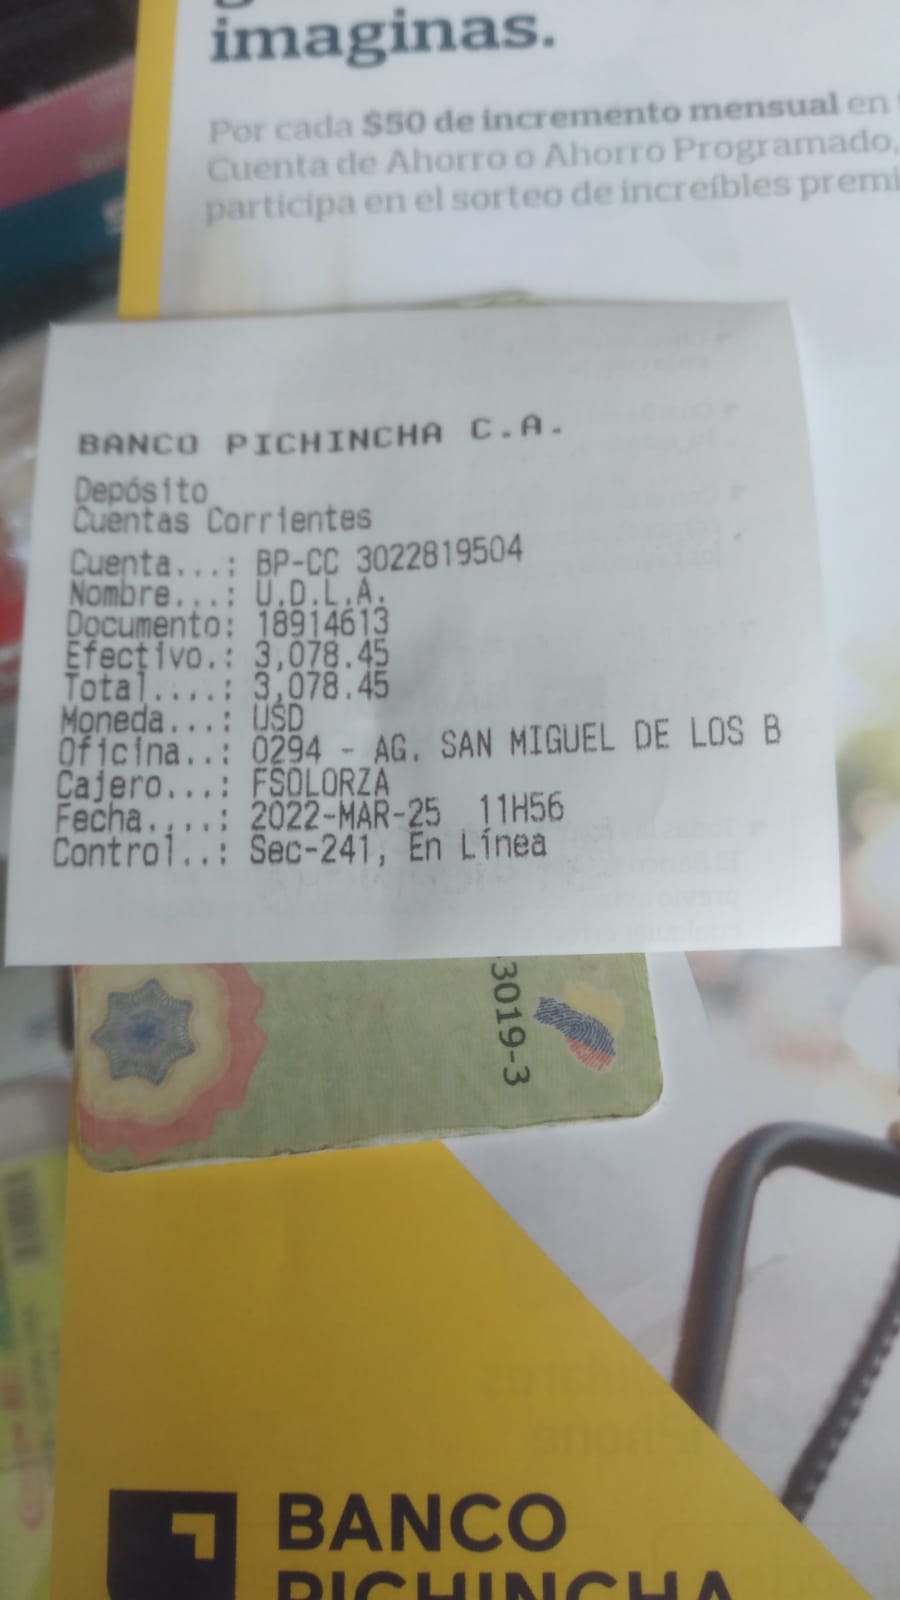 imaginas.
Por cada $50 de incremento mensual en
Cuenta de Ahorro o Ahorro Programado,
participa en el sorteo de increíbles premi
BANCO PICHINCHA C.A.
Depósito
Cuentas Corrientes
Cuenta...: BP-CC 3022819504
Nombre...: U.D.L.A.
Documento: 18914613
Efectivo.: 3,078.45
Total....: 3,078.45
Moneda...: USD
Oficina..: 0294 - AG. SAN MIGUEL DE LOS B
Cajero...: FSOLORZA
Fecha....: 2022-MAR-25 11H56
Control..: Sec-241, En Línea
3019-3
BANCO
PICHINCHA